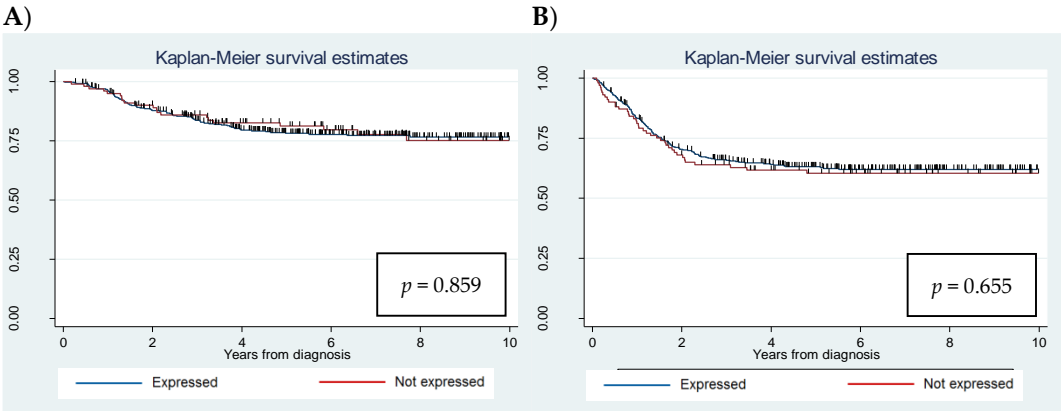 A)
Kaplan-Meier survival estimates
1.00
0.75
0.50
0.25
0.00
p = 0.859
0 2 4 6 8 10
Years from diagnosis
Expressed Not expressed
B)
Kaplan-Meier survival estimates
1.00
0.75
0.50
0.25
0.00
p = 0.655
0 2 4 6 8 10
Years from diagnosis
Expressed Not expressed